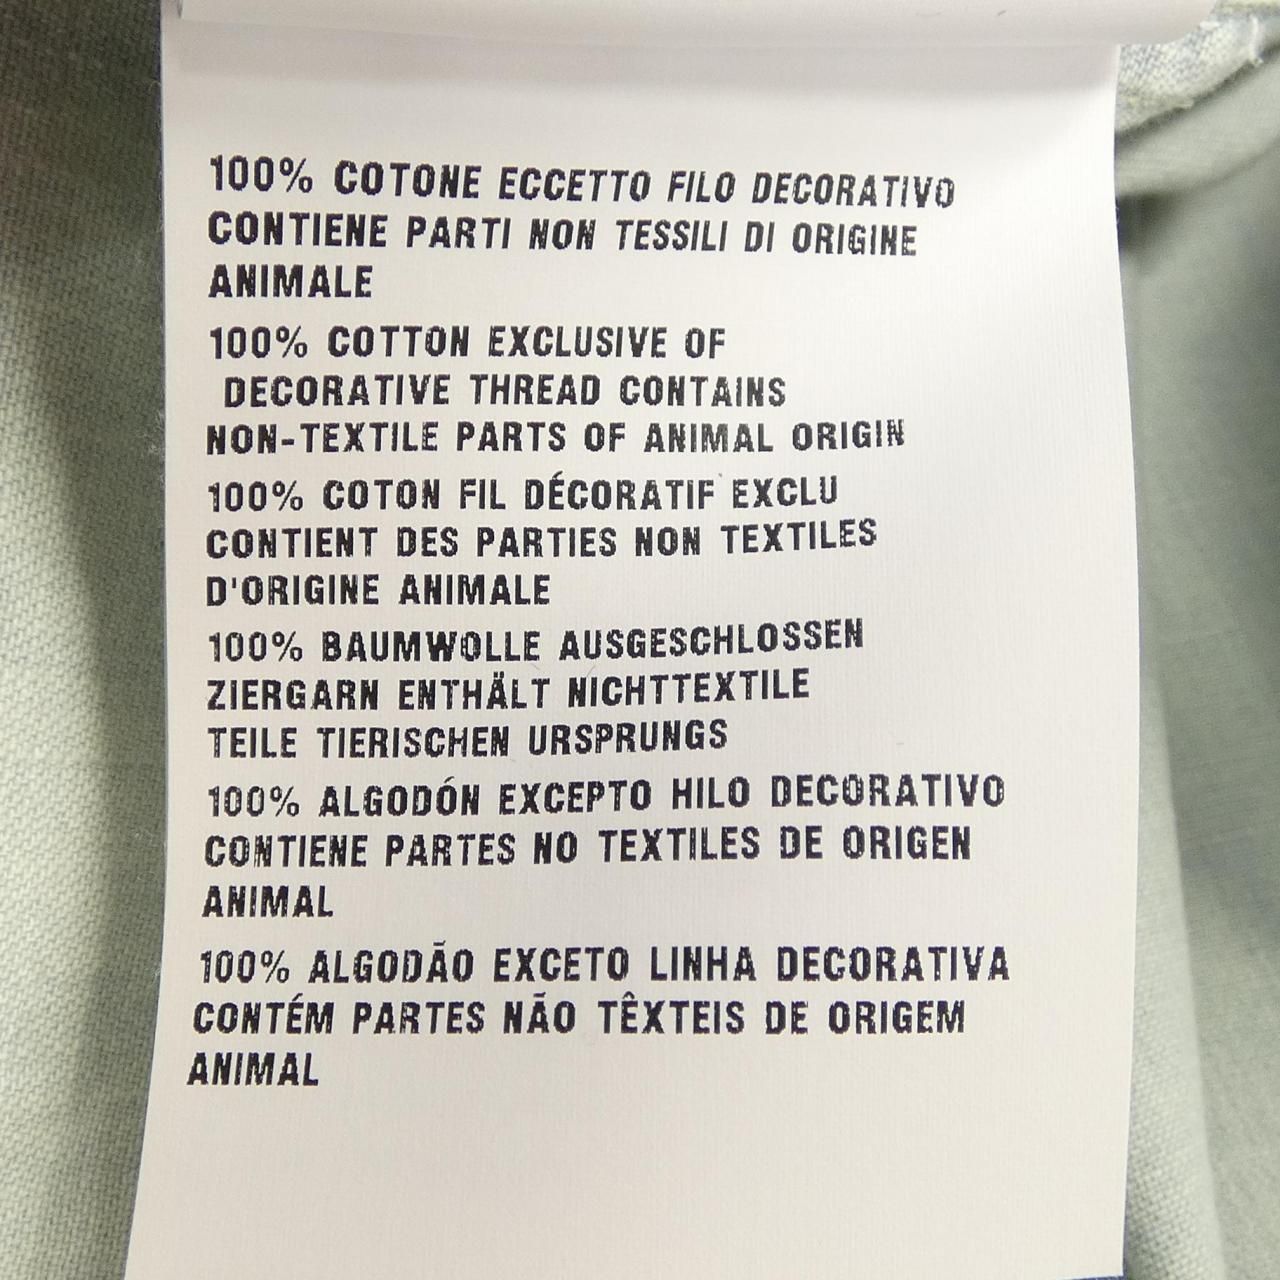 100% COTONE ECCETTO FILO DECORATIVO
CONTIENE PARTI NON TESSILI DI ORIGINE
ANIMALE
100% COTTON EXCLUSIVE OF
DECORATIVE THREAD CONTAINS
NON-TEXTILE PARTS OF ANIMAL ORIGIN
100% COTON FIL DÉCORATIF EXCLU
CONTIENT DES PARTIES NON TEXTILES
D'ORIGINE ANIMALE
100% BAUMWOLLE AUSGESCHLOSSEN
ZIERGARN ENTHÄLT NICHTTEXTILE
TEILE TIERISCHEN URSPRUNGS
100% ALGODÓN EXCEPTO HILO DECORATIVO
CONTIENE PARTES NO TEXTILES DE ORIGEN
ANIMAL
100% ALGODÃO EXCETO LINHA DECORATIVA
CONTÉM PARTES NÃO TÊXTEIS DE ORIGEM
ANIMAL